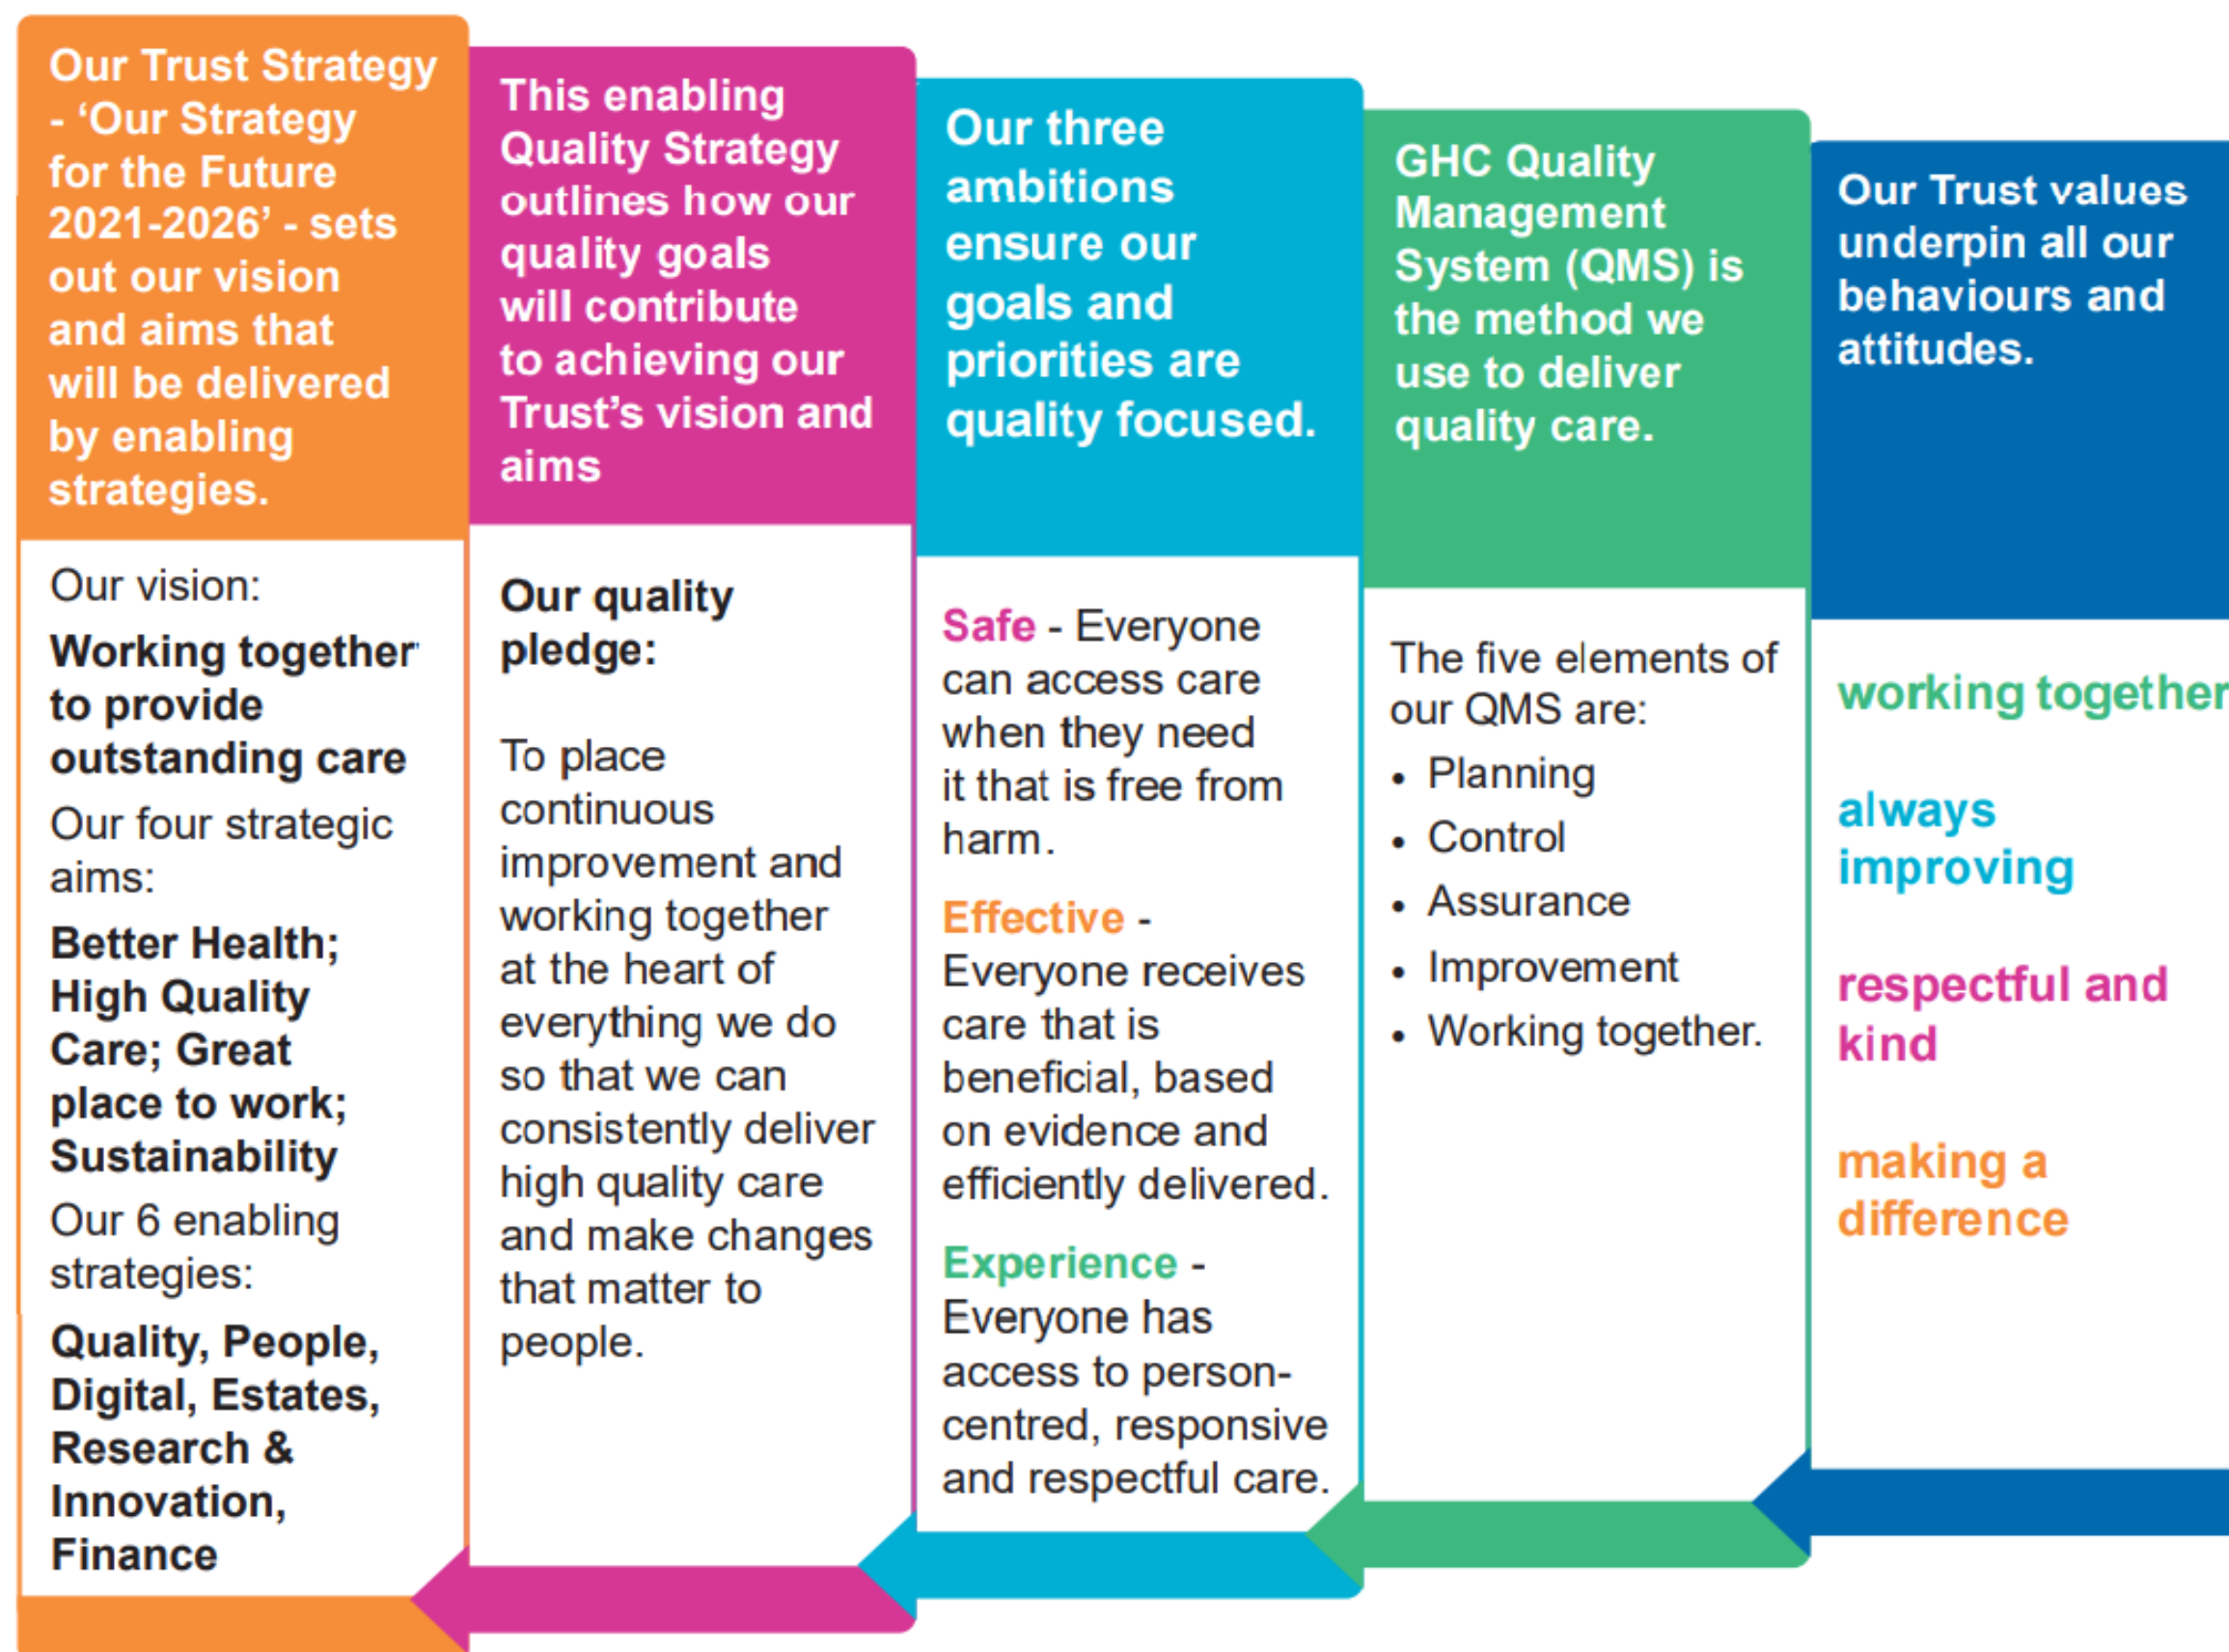 Our Trust Strategy
- ‘Our Strategy
for the Future
2021-2026’ - sets
out our vision
and aims that
will be delivered
by enabling
strategies.
Our vision:
Working together
to provide
outstanding care
Our four strategic
aims:
Better Health;
High Quality
Care; Great
place to work;
Sustainability
Our 6 enabling
strategies:
Quality, People,
Digital, Estates,
Research &
Innovation,
Finance
This enabling
Quality Strategy
outlines how our
quality goals
will contribute
to achieving our
Trust’s vision and
aims
Our quality
pledge:
To place
continuous
improvement and
working together
at the heart of
everything we do
so that we can
consistently deliver
high quality care
and make changes
that matter to
people.
Our three
ambitions
ensure our
goals and
priorities are
quality focused.
Safe - Everyone
can access care
when they need
it that is free from
harm.
Effective -
Everyone receives
care that is
beneficial, based
on evidence and
efficiently delivered.
Experience -
Everyone has
access to person-
centred, responsive
and respectful care.
GHC Quality
Management
System (QMS) is
the method we
use to deliver
quality care.
The five elements of
our QMS are:
• Planning
• Control
• Assurance
• Improvement
• Working together.
Our Trust values
underpin all our
behaviours and
attitudes.
working together
always
improving
respectful and
kind
making a
difference